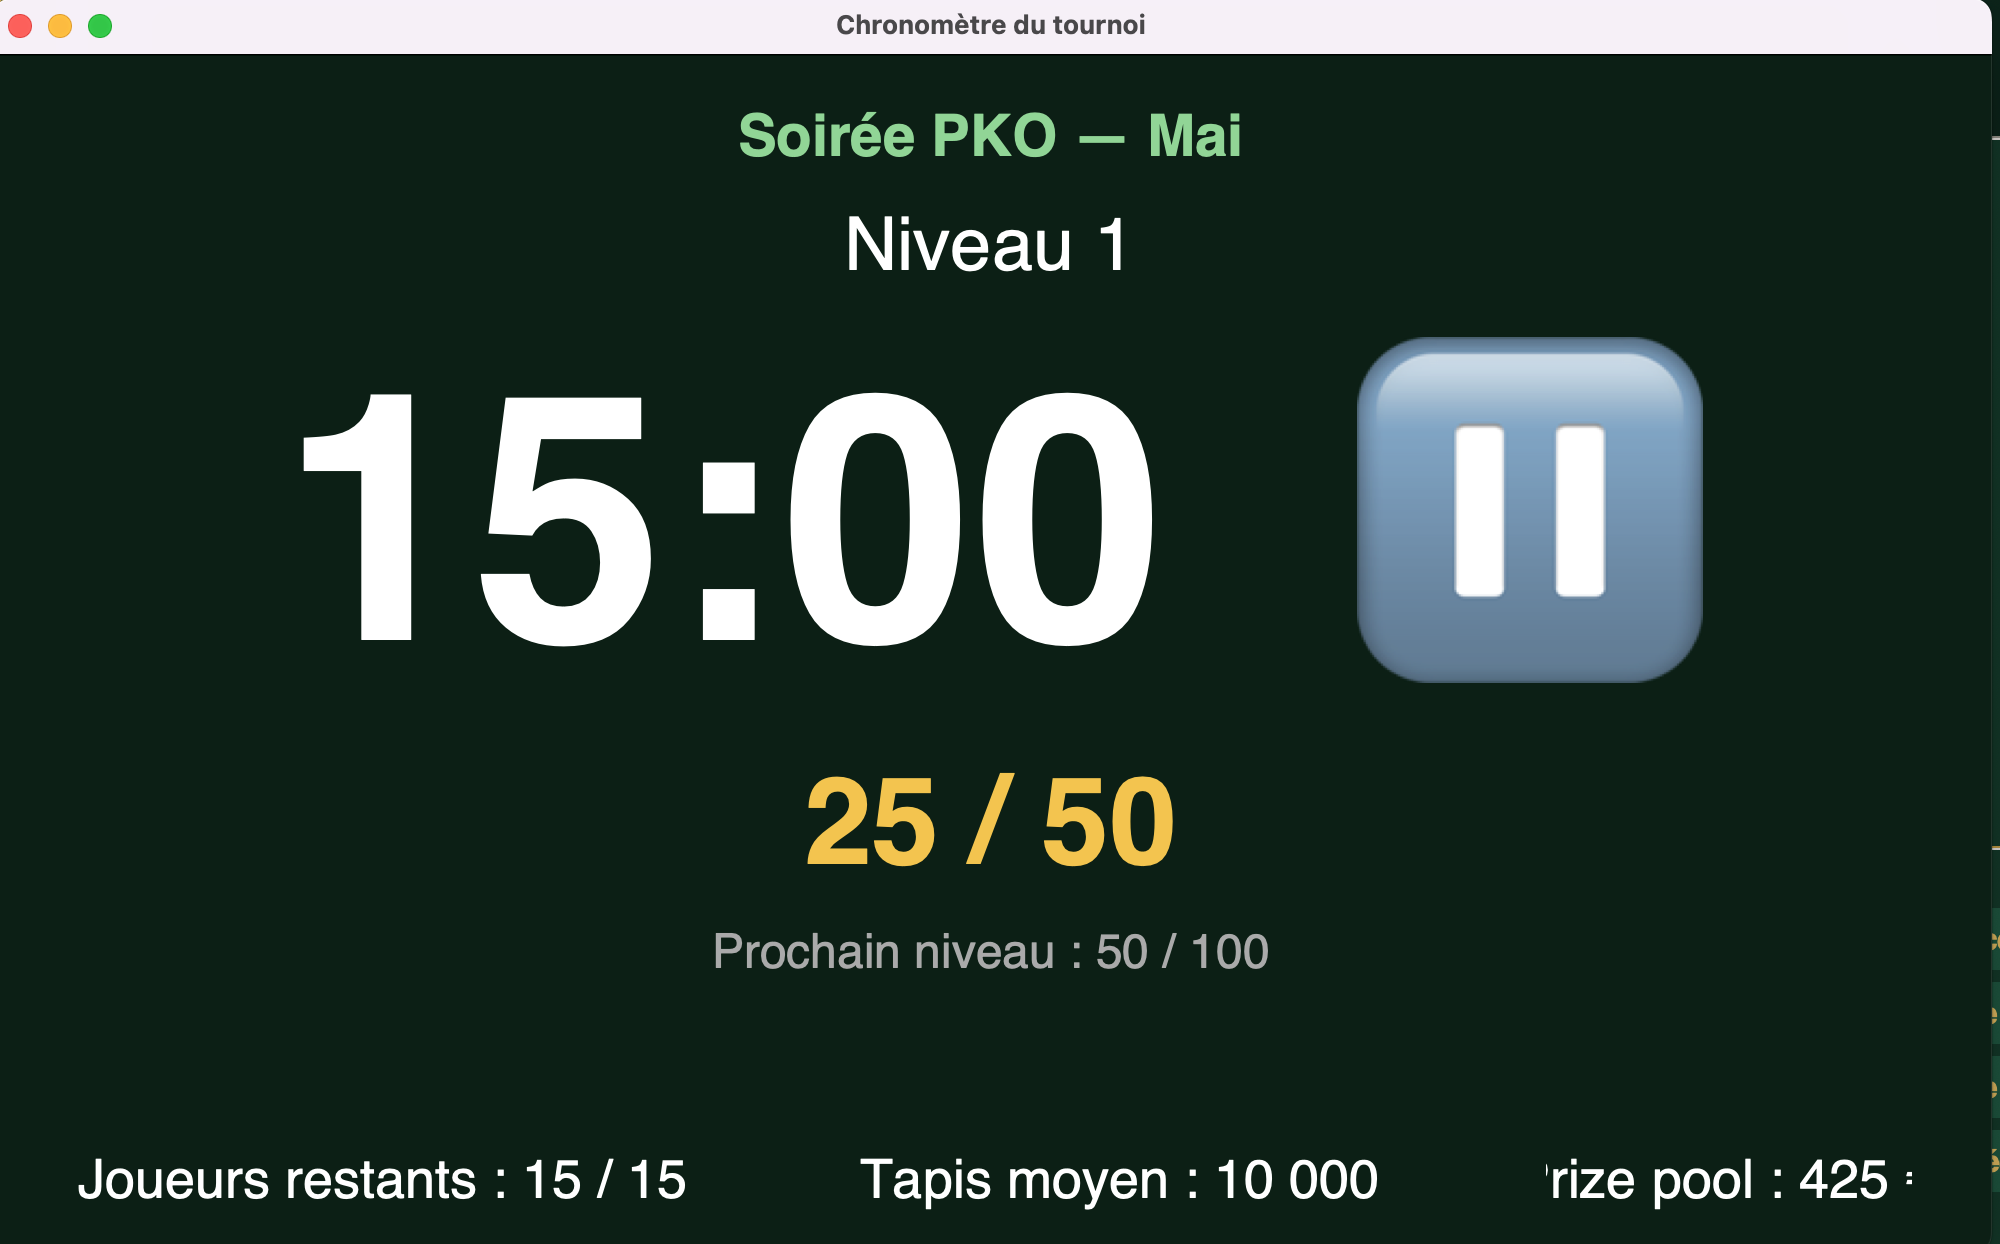 Chronomètre du tournoi
Soirée PKO — Mai
Niveau 1
15:00
25 / 50
Prochain niveau : 50 / 100
Joueurs restants : 15 / 15
Tapis moyen : 10 000
rize pool : 425